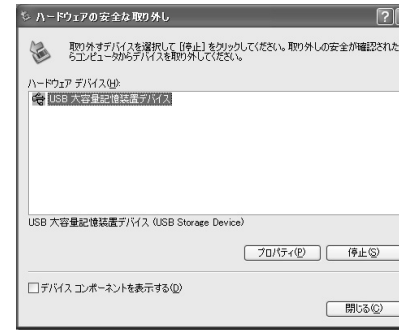 ハードウェアの安全な取り外し
取り外すデバイスを選択して [停止] をクリックしてください。取り外しの安全が確認された
らコンピュータからデバイスを取り外してください。
ハードウェア デバイス(H):
USB 大容量記憶装置デバイス
USB 大容量記憶装置デバイス (USB Storage Device)
プロパティ(P) 停止(S)
デバイス コンポーネントを表示する(D)
閉じる(C)